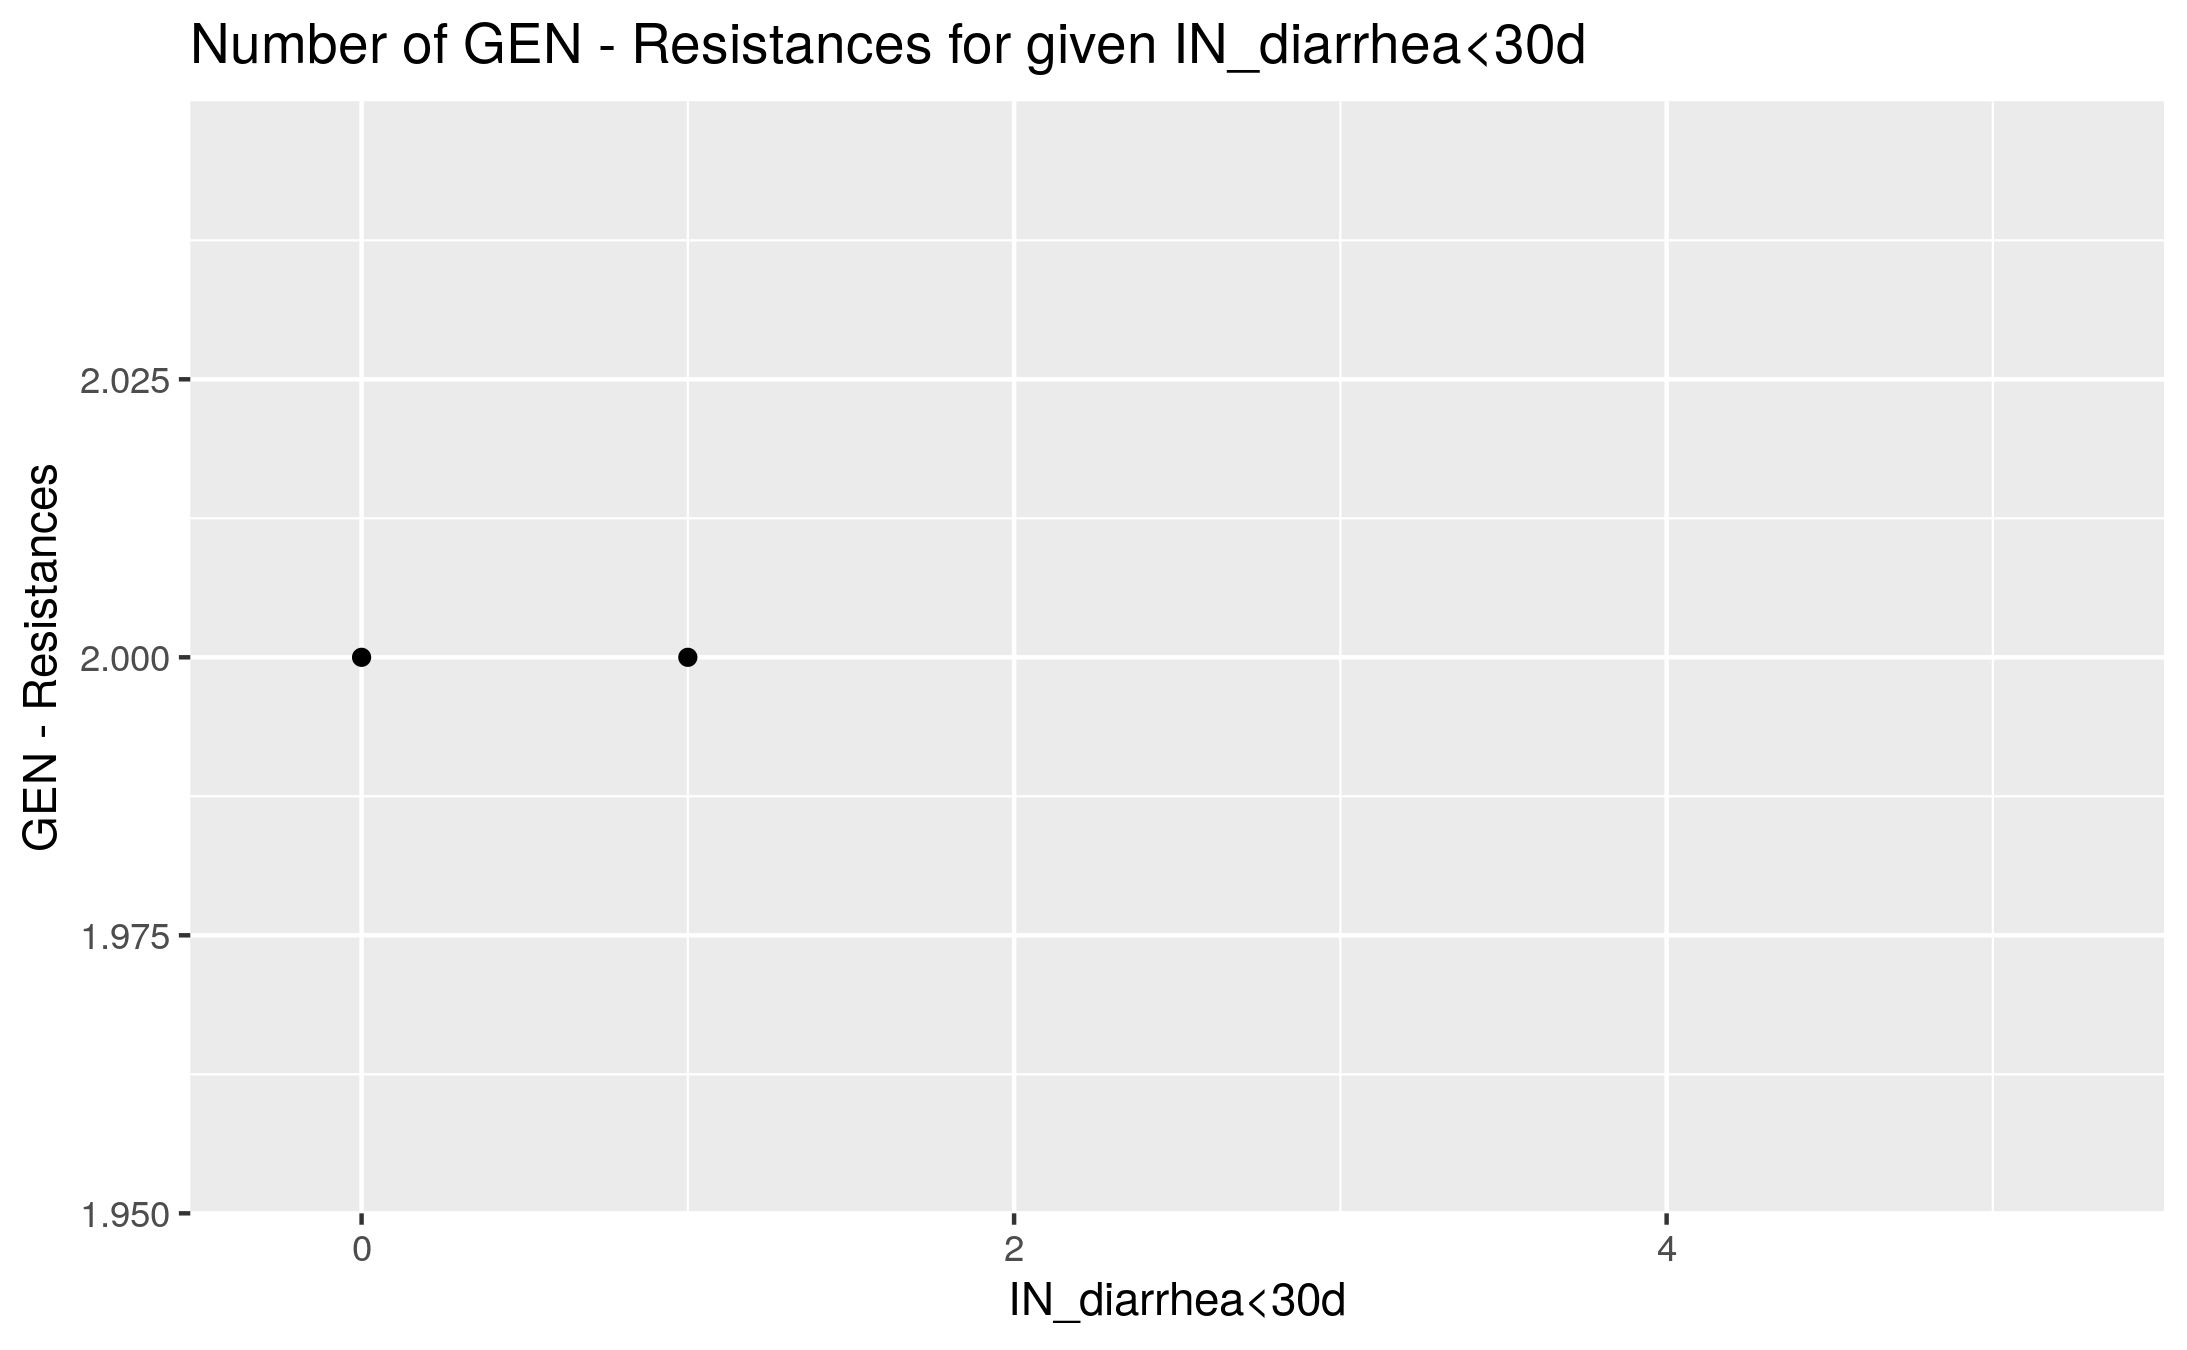 Number of GEN - Resistances for given IN_diarrhea<30d
GEN - Resistances
2.025
2.000
1.975
1.950
0
2
4
IN_diarrhea<30d